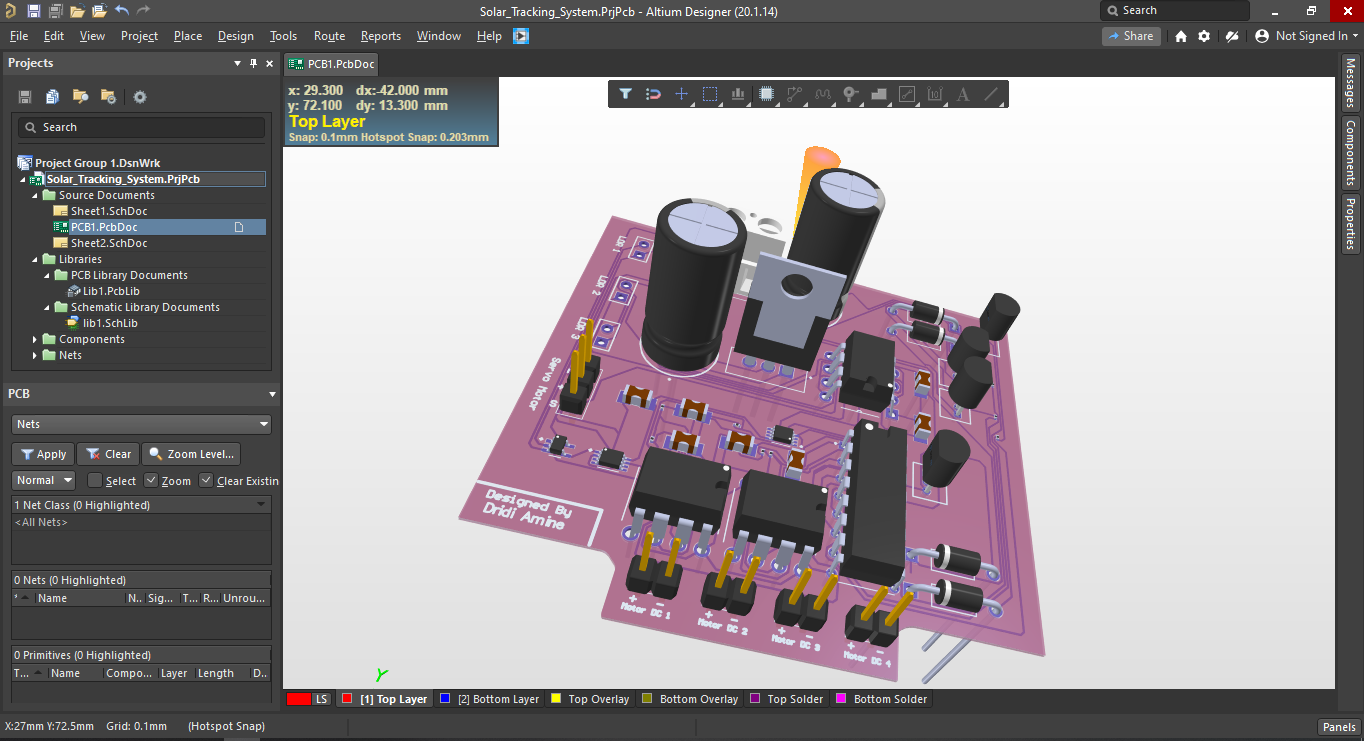 Solar_Tracking_System.PrjPcb - Altium Designer (20.1.14)
Search
File Edit View Project Place Design Tools Route Reports Window Help
Share
Not Signed In
Projects
PCB1.PcbDoc
x: 29.300 dx:-42.000 mm
y: 72.100 dy: 13.300 mm
Top Layer
Snap: 0.1mm Hotspot Snap: 0.203mm
Search
Project Group 1.DsnWrk
Solar_Tracking_System.PrjPcb
Source Documents
Sheet1.SchDoc
PCB1.PcbDoc
Sheet2.SchDoc
Libraries
PCB Library Documents
Lib1.PcbLib
Schematic Library Documents
lib1.SchLib
Components
Nets
PCB
Nets
Apply Clear Zoom Level...
Normal Select Zoom Clear Existin
1 Net Class (0 Highlighted)
<All Nets>
0 Nets (0 Highlighted)
* Name N.. Sig... T... R... Unrou...
0 Primitives (0 Highlighted)
T... Name Compo... Layer Length D..
LDR 1
LDR 2
LDR 3
Servo Motor
+ S
Designed By
Dridi Amine
+ -
Motor DC 1
+ -
Motor DC 2
+ -
Motor DC 3
+ -
Motor DC 4
A
Messages
Components
Properties
Y
LS [1] Top Layer [2] Bottom Layer Top Overlay Bottom Overlay Top Solder Bottom Solder
X:27mm Y:72.5mm Grid: 0.1mm (Hotspot Snap)
Panels